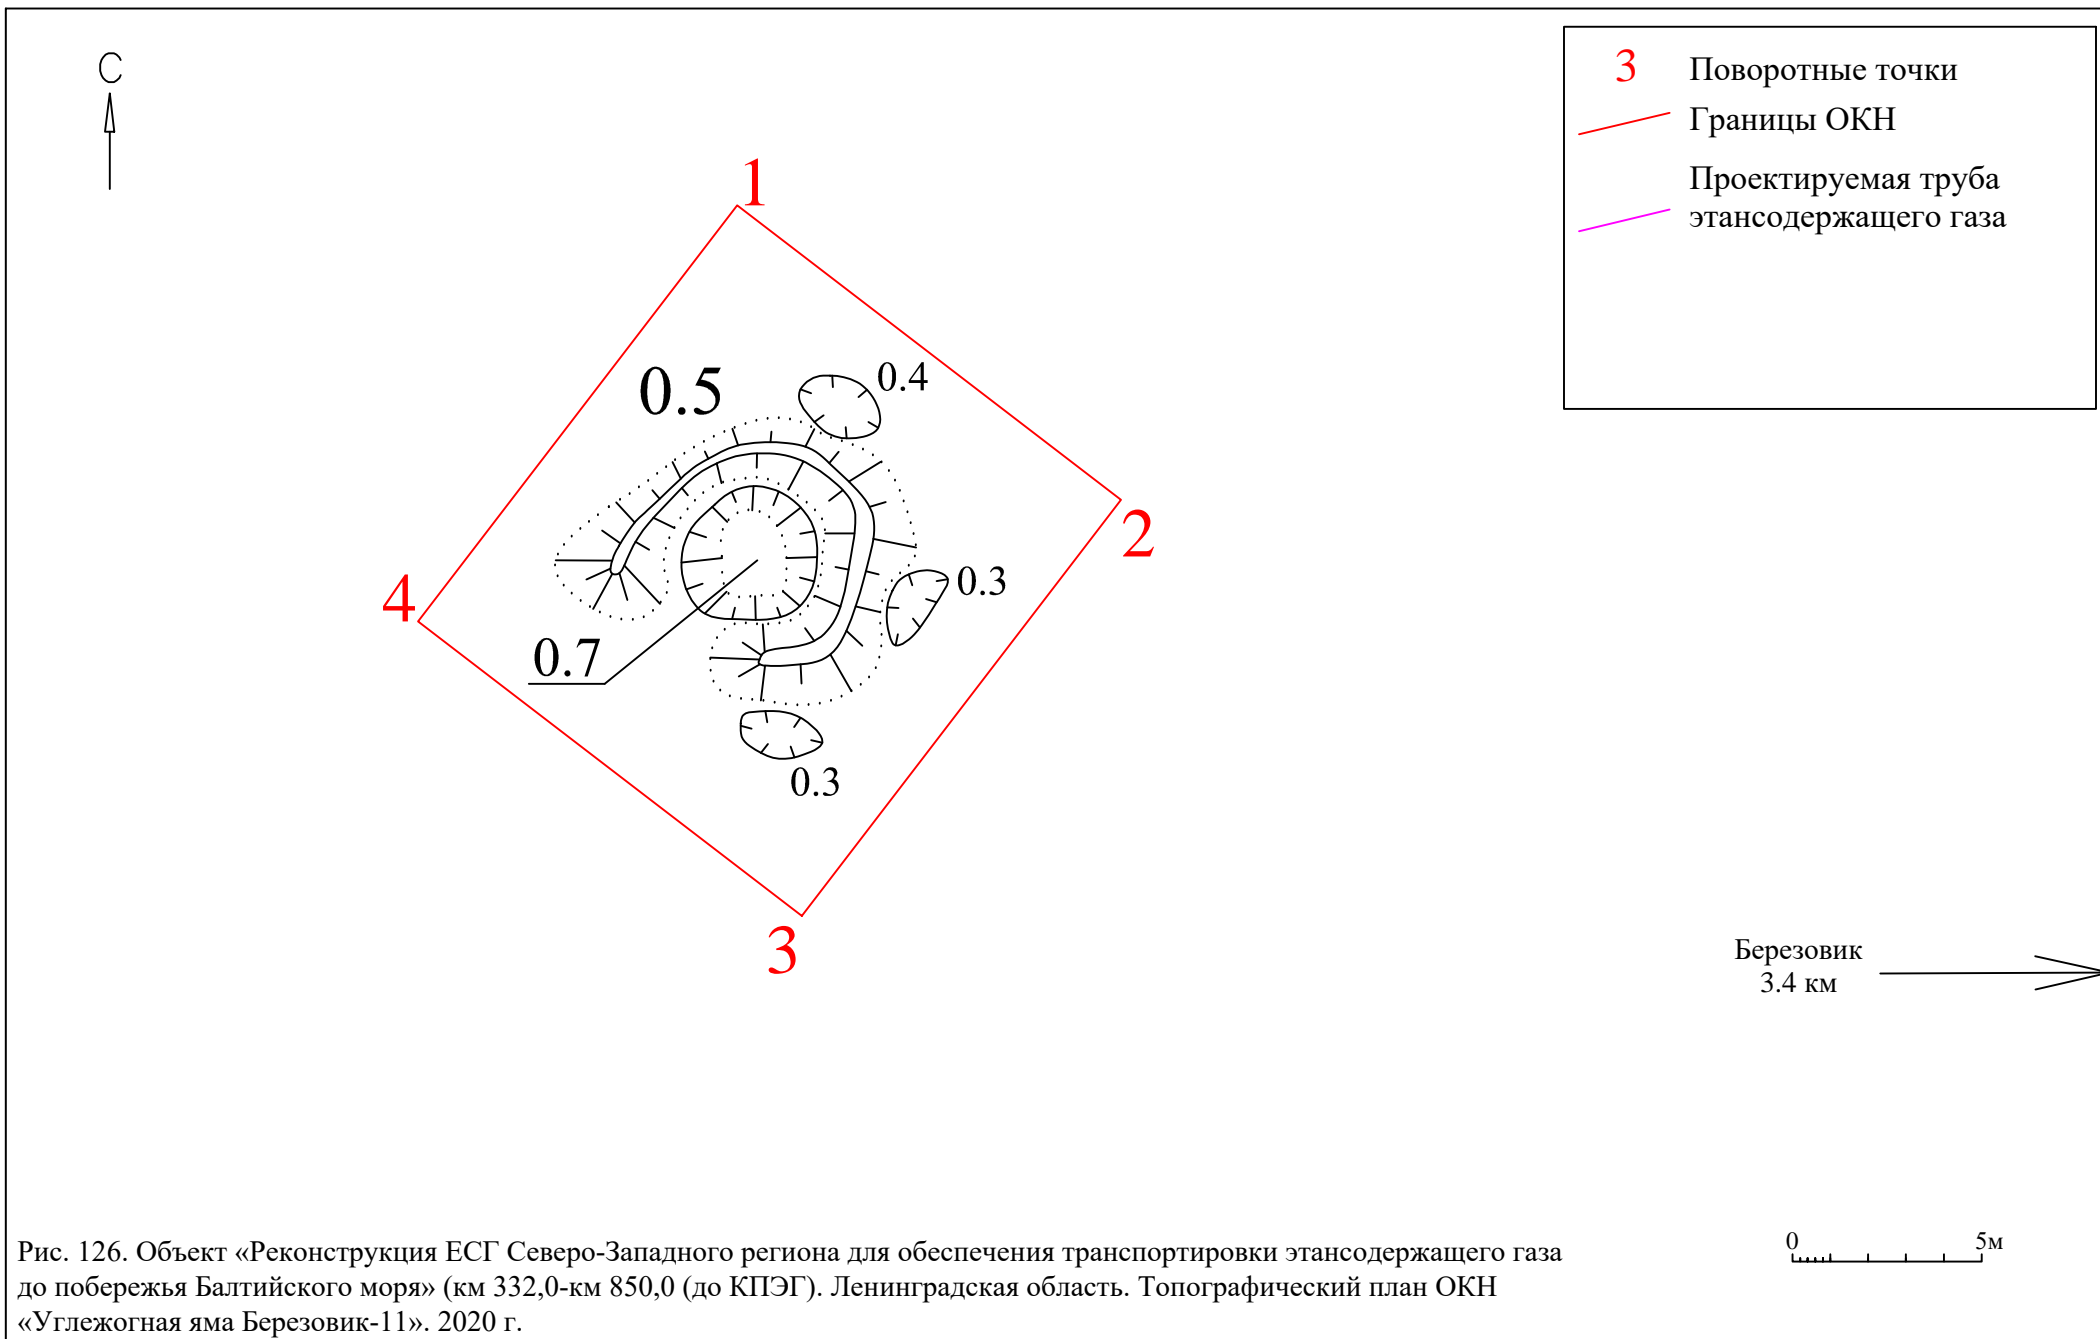 С
3 Поворотные точки
Границы ОКН
Проектируемая труба
этансодержащего газа
1
0.5
0.4
2
0.3
4
0.7
0.3
3
Березовик
3.4 км
0 5м
Рис. 126. Объект «Реконструкция ЕСГ Северо-Западного региона для обеспечения транспортировки этансодержащего газа
до побережья Балтийского моря» (км 332,0-км 850,0 (до КПЭГ). Ленинградская область. Топографический план ОКН
«Углежогная яма Березовик-11». 2020 г.